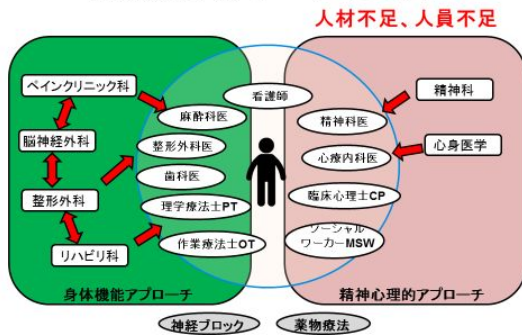 人材不足、人員不足
ペインクリニック科
脳神経外科
整形外科
リハビリ科
麻酔科医
整形外科医
歯科医
理学療法士PT
作業療法士OT
看護師
精神科医
心療内科医
臨床心理士CP
ソーシャル
ワーカーMSW
精神科
心身医学
身体機能アプローチ
精神心理的アプローチ
神経ブロック
薬物療法